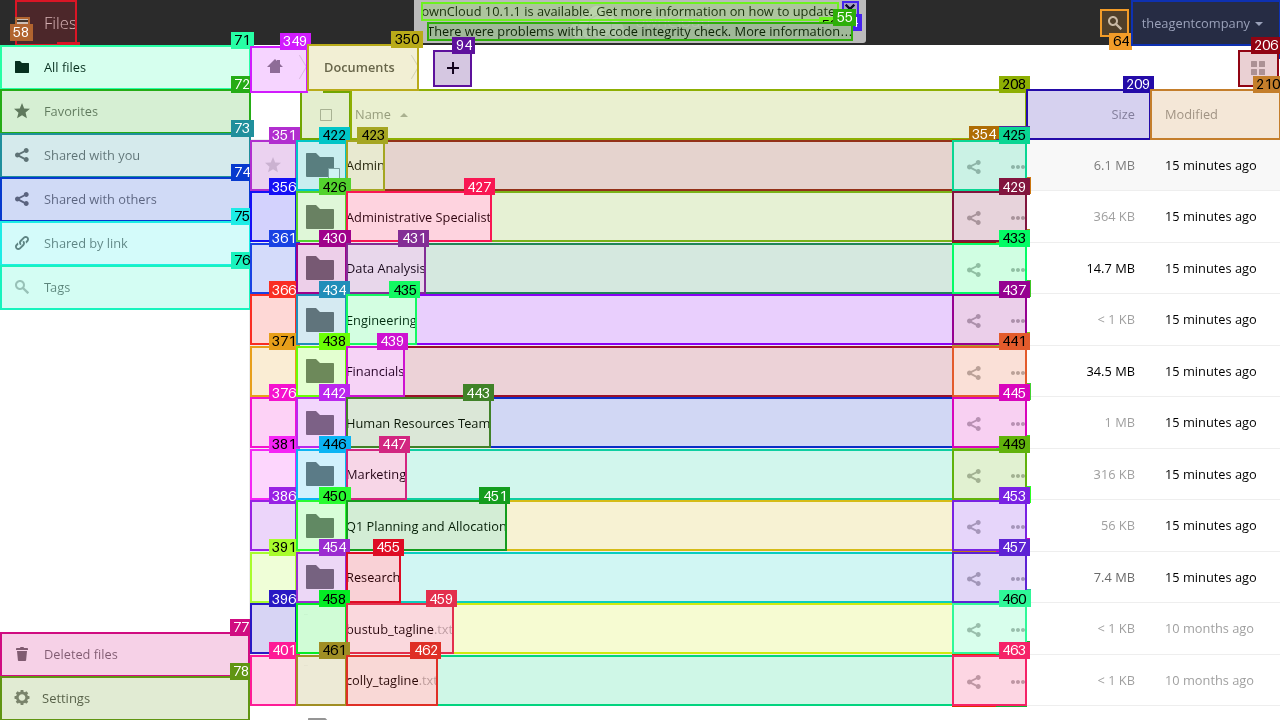 ownCloud 10.1.1 is available. Get more information on how to update
There were problems with the code integrity check. More information…
Files
theagentcompany
58
55
64
71
349
350
94
206
All files
Documents
+
72
208
209
210
Favorites
Name
Size
Modified
73
351
422
423
354
425
Shared with you
Admin
6.1 MB
15 minutes ago
74
356
426
427
429
Shared with others
Administrative Specialist
364 KB
15 minutes ago
75
361
430
431
433
Shared by link
Data Analysis
14.7 MB
15 minutes ago
76
366
434
435
437
Tags
Engineering
< 1 KB
15 minutes ago
371
438
439
441
Financials
34.5 MB
15 minutes ago
376
442
443
445
Human Resources Team
1 MB
15 minutes ago
381
446
447
449
Marketing
316 KB
15 minutes ago
386
450
451
453
Q1 Planning and Allocation
56 KB
15 minutes ago
391
454
455
457
Research
7.4 MB
15 minutes ago
396
458
459
460
77
bustub_tagline.txt
< 1 KB
10 months ago
401
461
462
463
Deleted files
78
colly_tagline.txt
< 1 KB
10 months ago
Settings